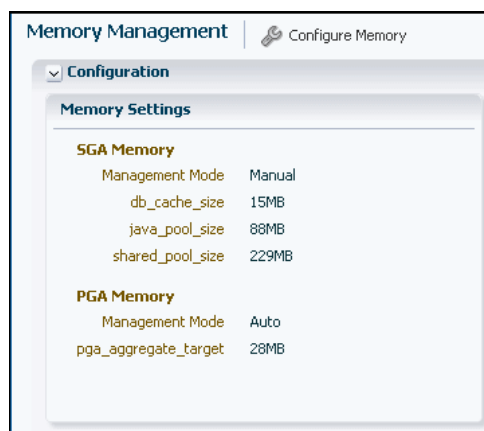 Memory Management Configure Memory
Configuration
Memory Settings
SGA Memory
Management Mode Manual
db_cache_size 15MB
java_pool_size 88MB
shared_pool_size 229MB
PGA Memory
Management Mode Auto
pga_aggregate_target 28MB